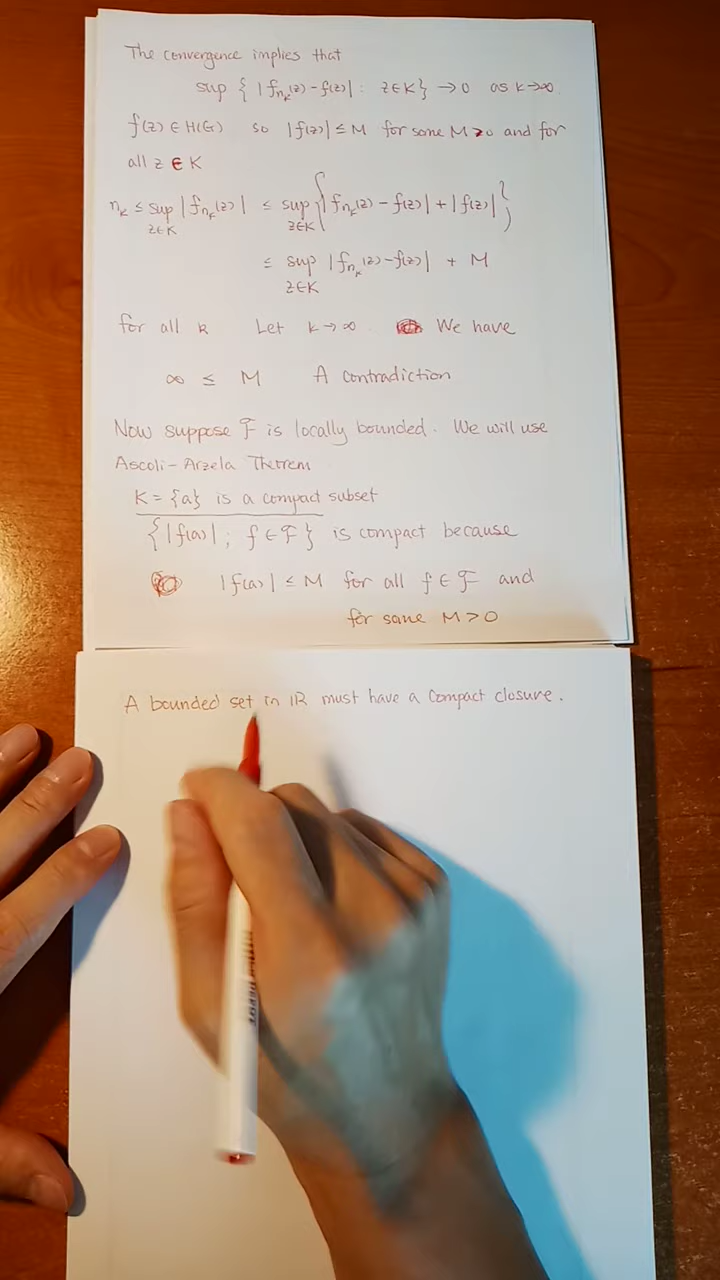 The convergence implies that
sup { |f_{n_k}(z) - f(z)| : z∈K} → 0 as k→∞.
f(z) ∈ H(G) so |f(z)| ≤ M for some M>0 and for
all z ∈ K
n_k ≤ sup_{z∈K} |f_{n_k}(z)| ≤ sup_{z∈K} { |f_{n_k}(z) - f(z)| + |f(z)| }
≤ sup_{z∈K} |f_{n_k}(z) - f(z)| + M
for all k Let k→∞. We have
∞ ≤ M A contradiction
Now suppose ℱ is locally bounded. We will use
Ascoli-Arzela Theorem
K = {a} is a compact subset
{ |f(a)| ; f ∈ ℱ } is compact because
|f(a)| ≤ M for all f ∈ ℱ and
for some M > 0
A bounded set in ℝ must have a compact closure.